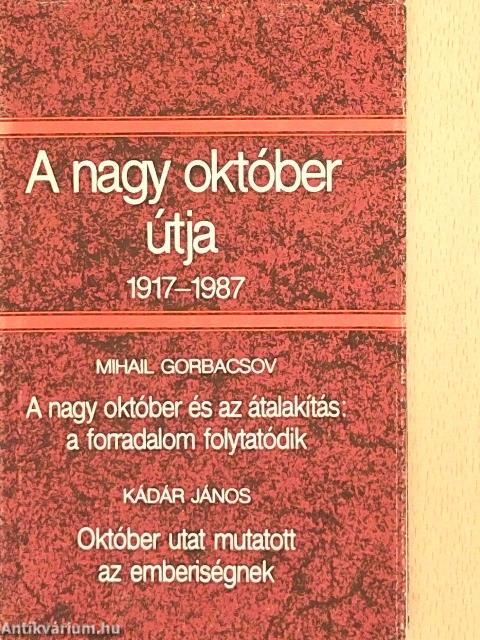 A nagy október
útja
1917–1987
MIHAIL GORBACSOV
A nagy október és az átalakítás:
a forradalom folytatódik
KÁDÁR JÁNOS
Október utat mutatott
az emberiségnek
Antikvárium.hu